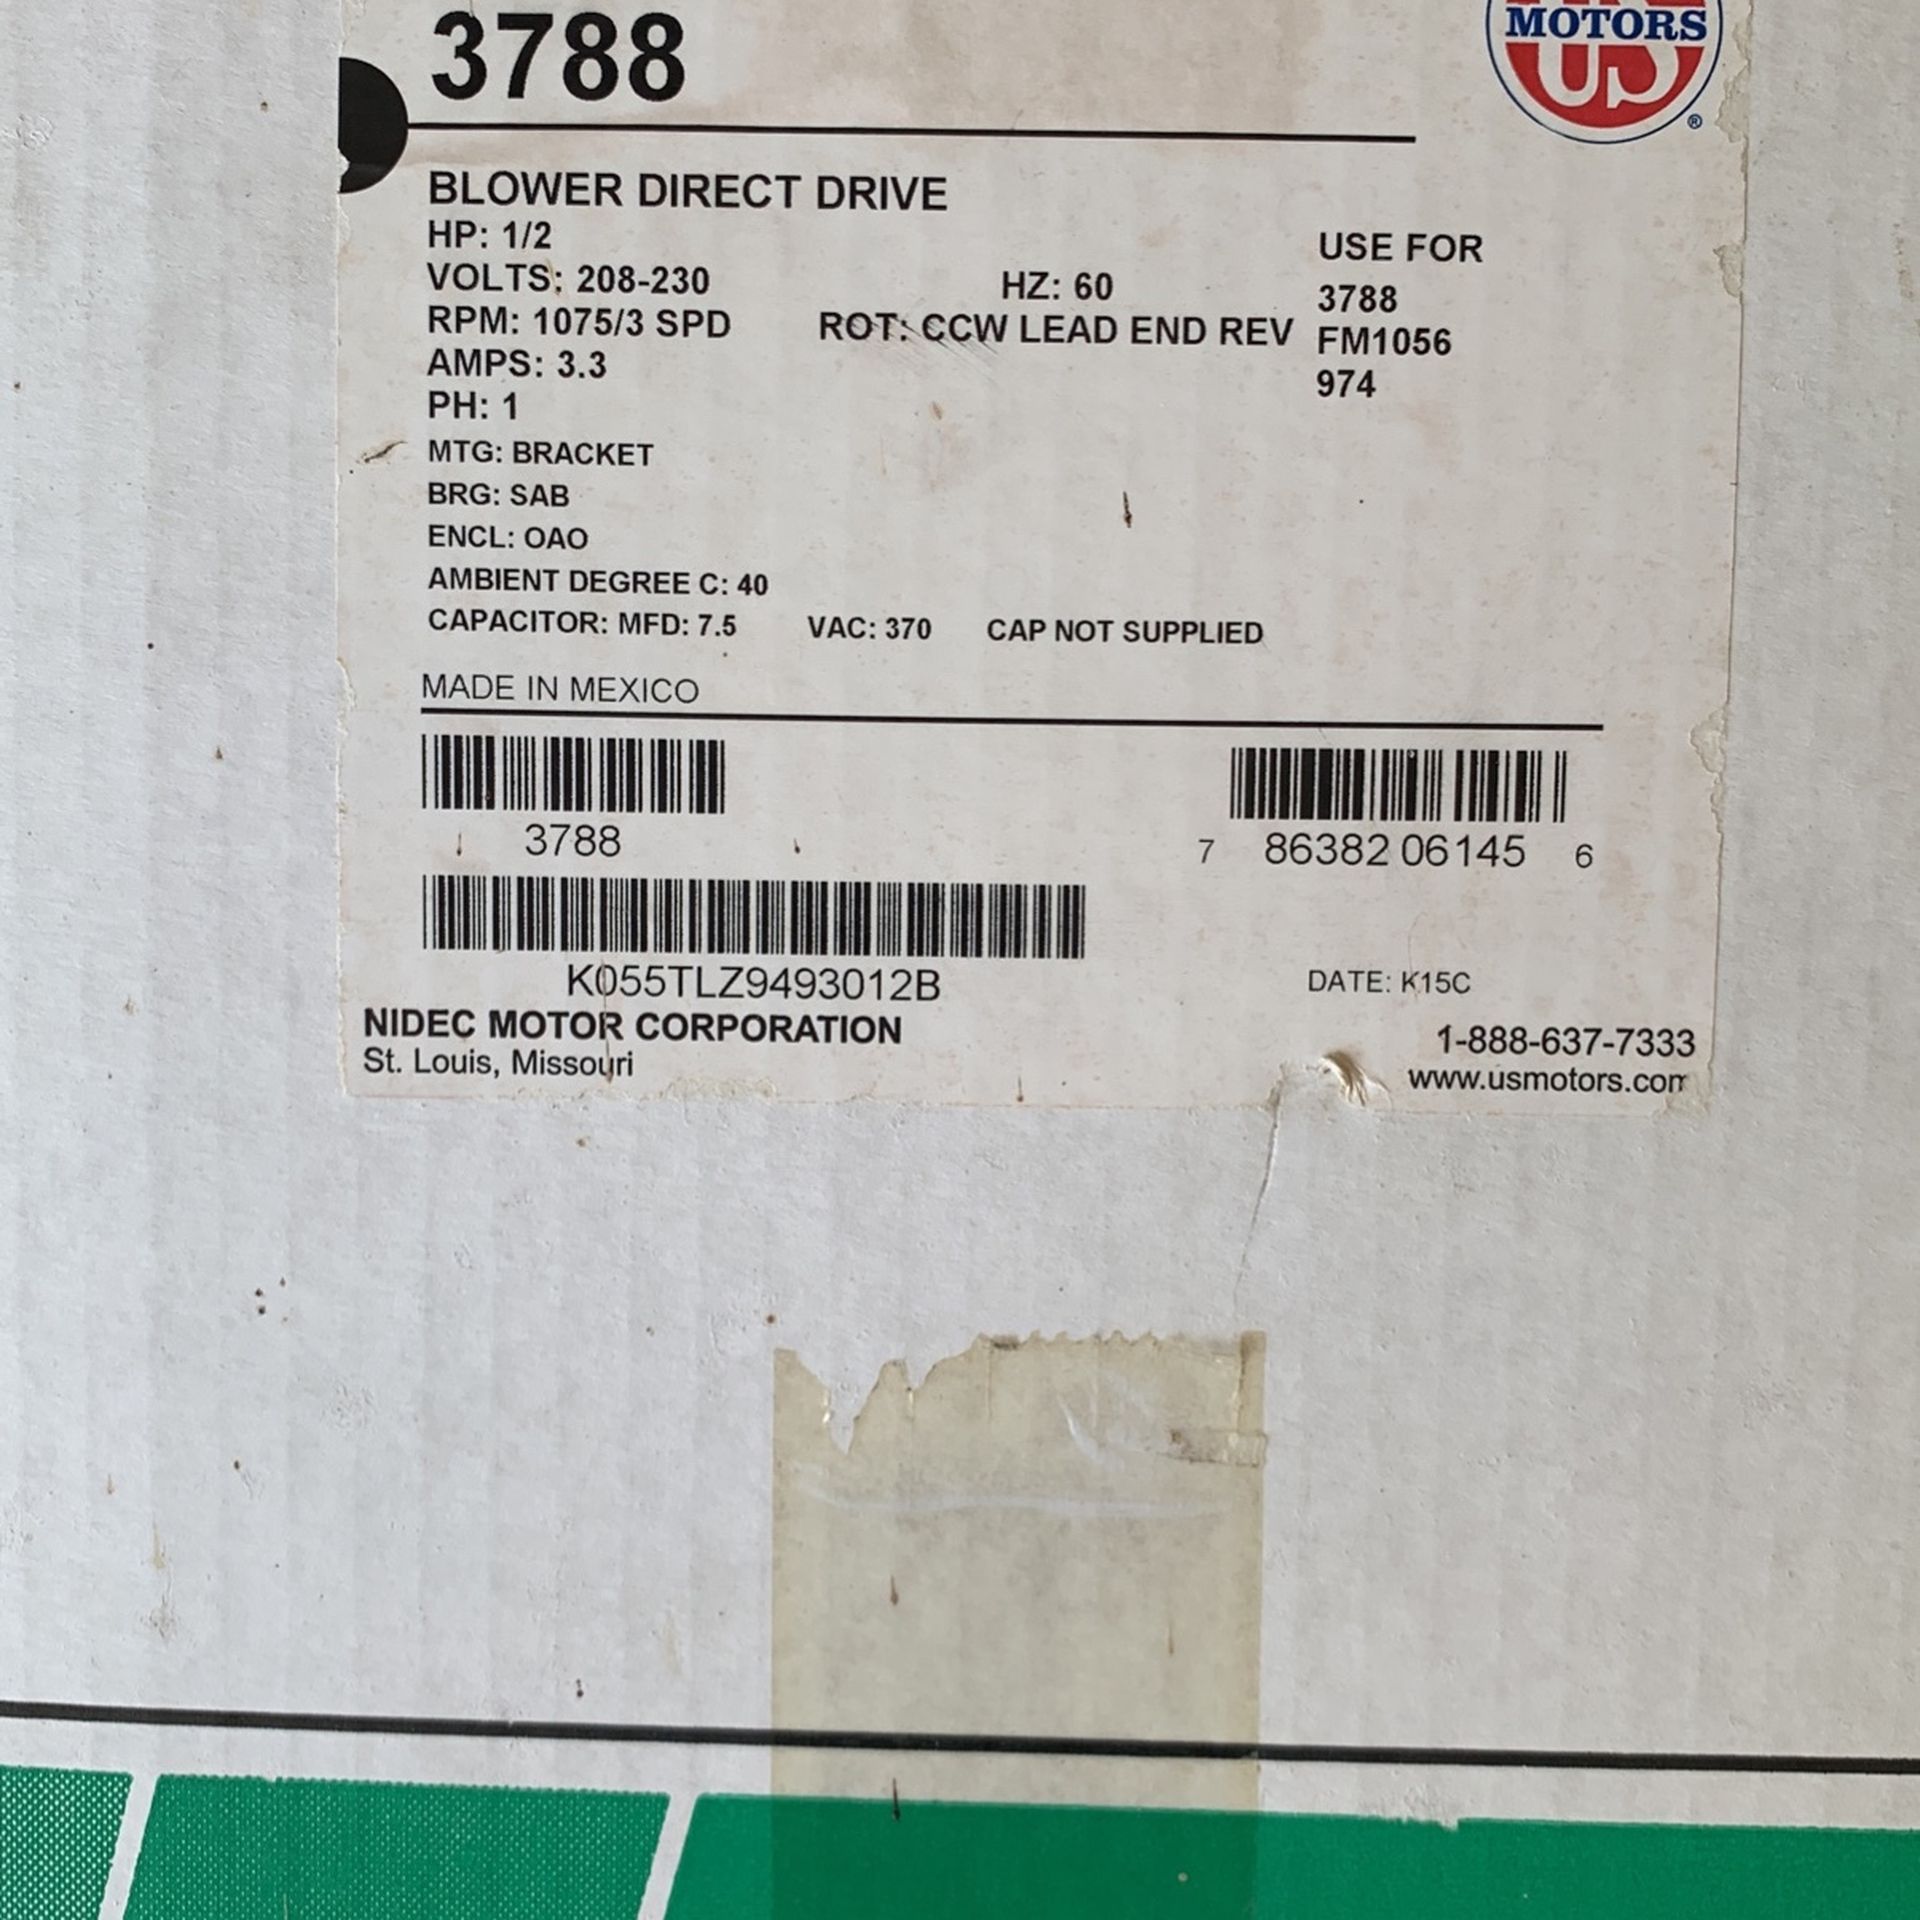 3788
MOTORS
US
®
BLOWER DIRECT DRIVE
HP: 1/2
VOLTS: 208-230 HZ: 60
RPM: 1075/3 SPD ROT: CCW LEAD END REV
AMPS: 3.3
PH: 1
USE FOR
3788
FM1056
974
MTG: BRACKET
BRG: SAB
ENCL: OAO
AMBIENT DEGREE C: 40
CAPACITOR: MFD: 7.5 VAC: 370 CAP NOT SUPPLIED
MADE IN MEXICO
3788
7 86382 06145 6
K055TLZ9493012B
DATE: K15C
NIDEC MOTOR CORPORATION
St. Louis, Missouri
1-888-637-7333
www.usmotors.com